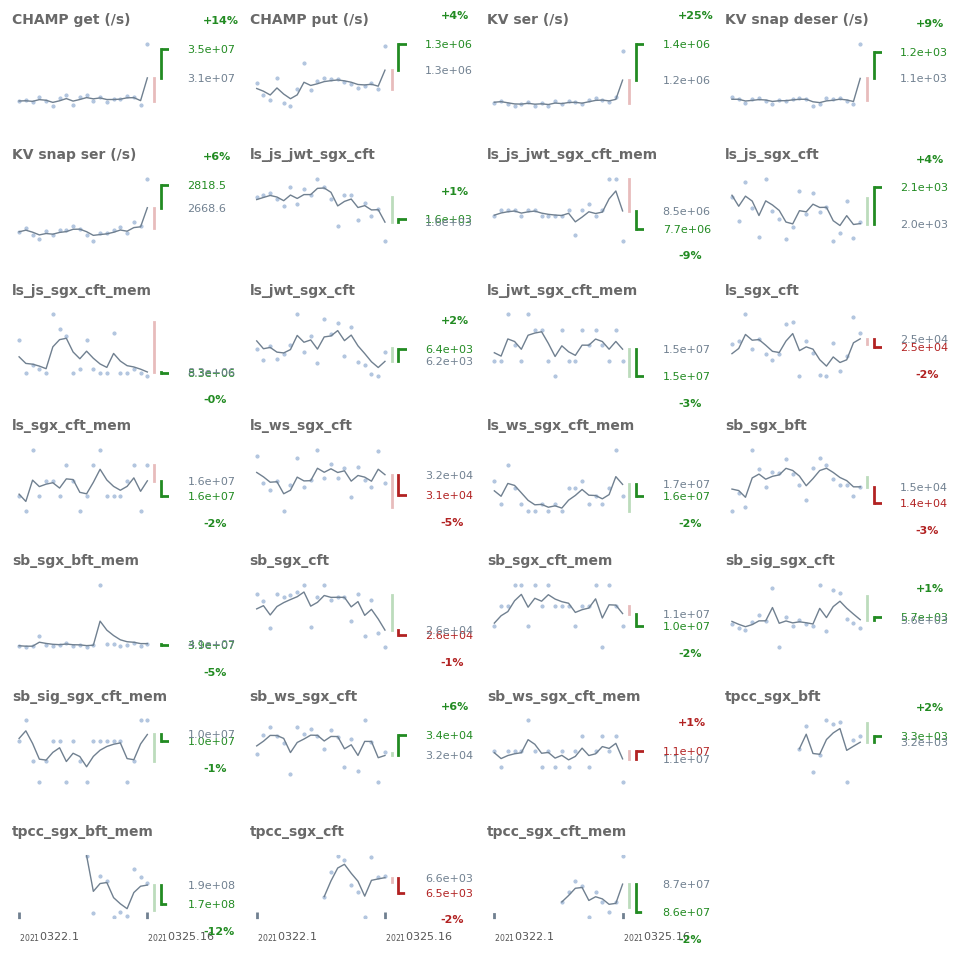 CHAMP get (/s)
+14%
3.5e+07
3.1e+07
CHAMP put (/s)
+4%
1.3e+06
1.3e+06
KV ser (/s)
+25%
1.4e+06
1.2e+06
KV snap deser (/s)
+9%
1.2e+03
1.1e+03
KV snap ser (/s)
+6%
2818.5
2668.6
ls_js_jwt_sgx_cft
+1%
1.6e+03
ls_js_jwt_sgx_cft_mem
8.5e+06
7.7e+06
-9%
ls_js_sgx_cft
+4%
2.1e+03
2.0e+03
ls_js_sgx_cft_mem
8.3e+06
-0%
ls_jwt_sgx_cft
+2%
6.4e+03
6.2e+03
ls_jwt_sgx_cft_mem
1.5e+07
1.5e+07
-3%
ls_sgx_cft
2.5e+04
2.5e+04
-2%
ls_sgx_cft_mem
1.6e+07
1.6e+07
-2%
ls_ws_sgx_cft
3.2e+04
3.1e+04
-5%
ls_ws_sgx_cft_mem
1.7e+07
1.6e+07
-2%
sb_sgx_bft
1.5e+04
1.4e+04
-3%
sb_sgx_bft_mem
-5%
sb_sgx_cft
2.6e+04
2.6e+04
-1%
sb_sgx_cft_mem
1.1e+07
1.0e+07
-2%
sb_sig_sgx_cft
+1%
5.7e+03
5.6e+03
sb_sig_sgx_cft_mem
1.0e+07
1.0e+07
-1%
sb_ws_sgx_cft
+6%
3.4e+04
3.2e+04
sb_ws_sgx_cft_mem
+1%
1.1e+07
1.1e+07
tpcc_sgx_bft
+2%
3.3e+03
3.2e+03
tpcc_sgx_bft_mem
1.9e+08
1.7e+08
-12%
2021 0322.1
2021 0325.16
tpcc_sgx_cft
6.6e+03
6.5e+03
-2%
tpcc_sgx_cft_mem
8.7e+07
8.6e+07
-2%
2021 0322.1
2021 0325.16